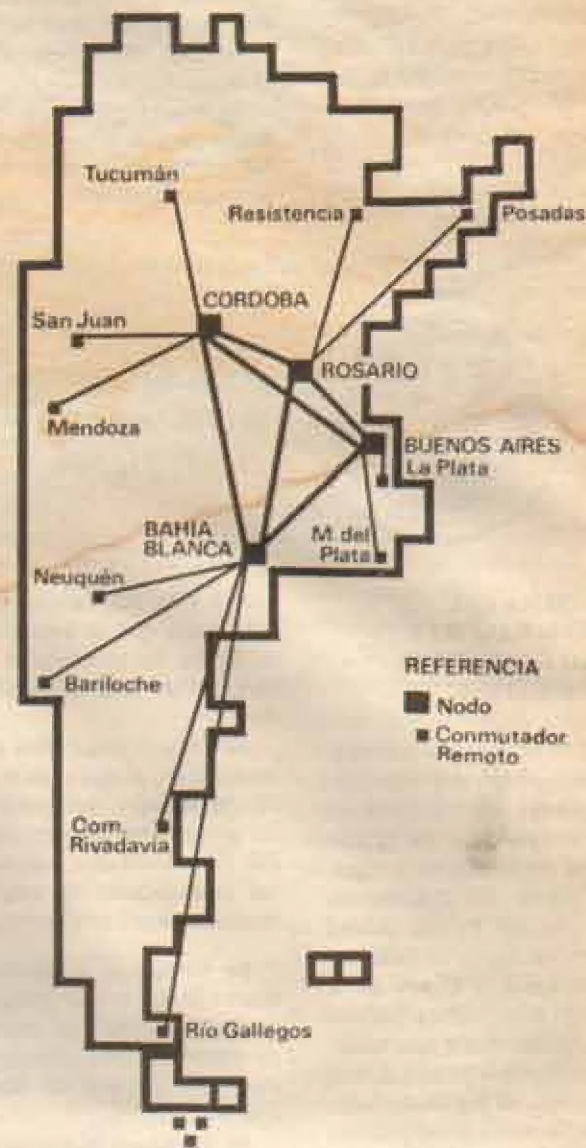 Tucumán
Resistencia
Posadas
CORDOBA
San Juan
ROSARIO
Mendoza
BUENOS AIRES
La Plata
BAHIA
BLANCA
M. del
Plata
Neuquén
Bariloche
REFERENCIA
Nodo
Conmutador
Remoto
Com.
Rivadavia
Río Gallegos